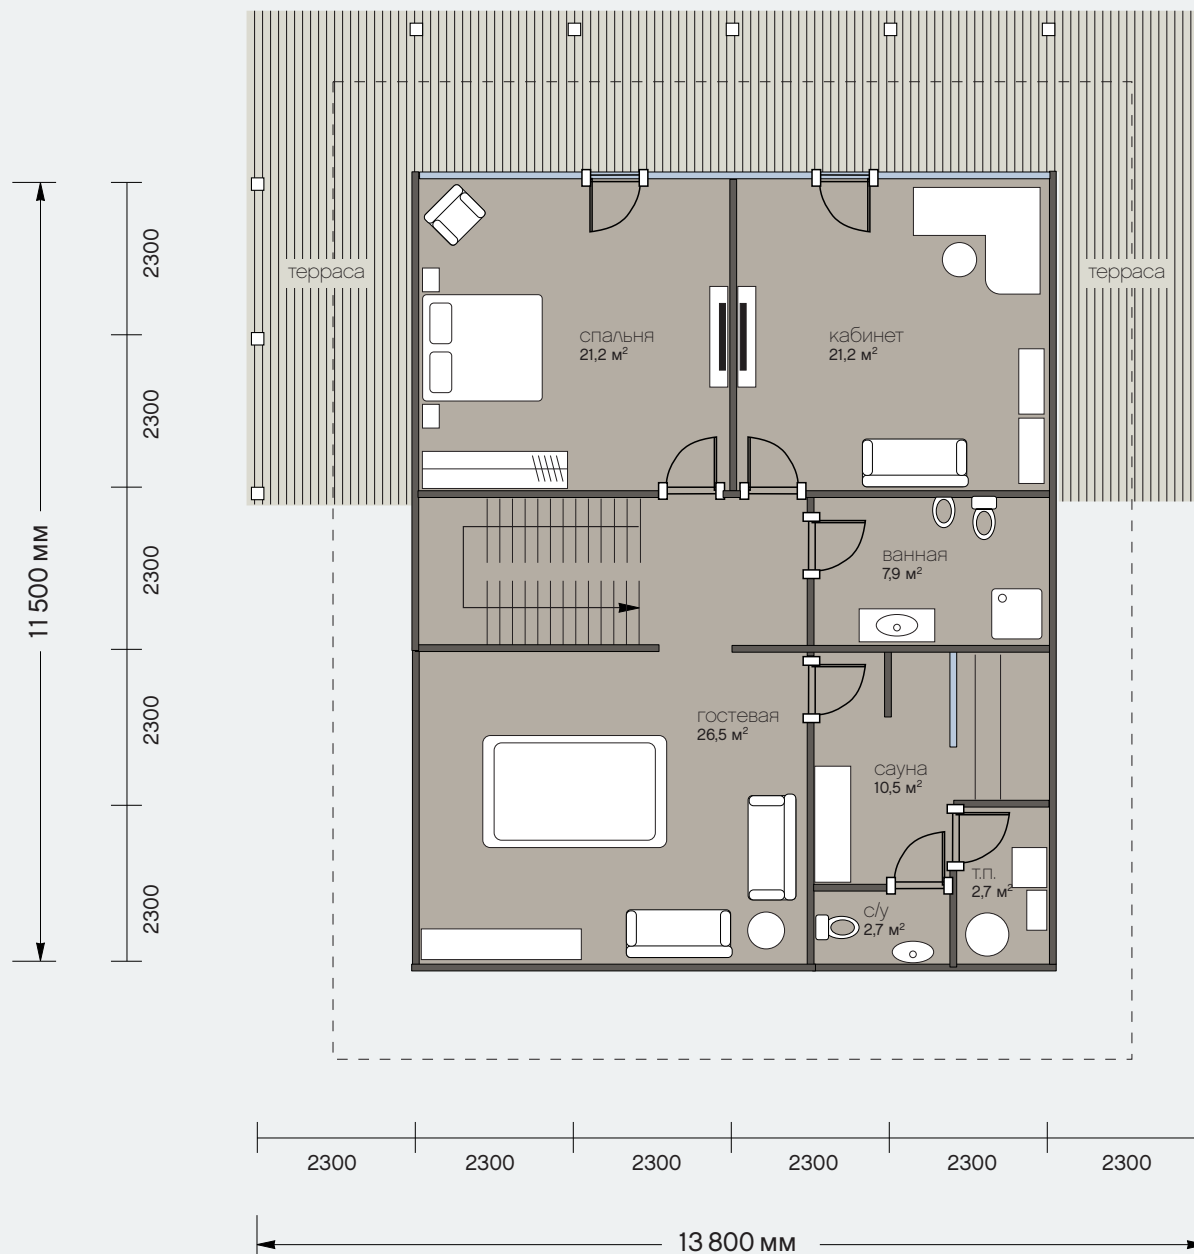 терраса
терраса
спальня
21,2 м²
кабинет
21,2 м²
ванная
7,9 м²
гостевая
26,5 м²
сауна
10,5 м²
т.п.
2,7 м²
с/у
2,7 м²
2300
2300
2300
2300
2300
11 500 мм
2300
2300
2300
2300
2300
2300
13 800 мм